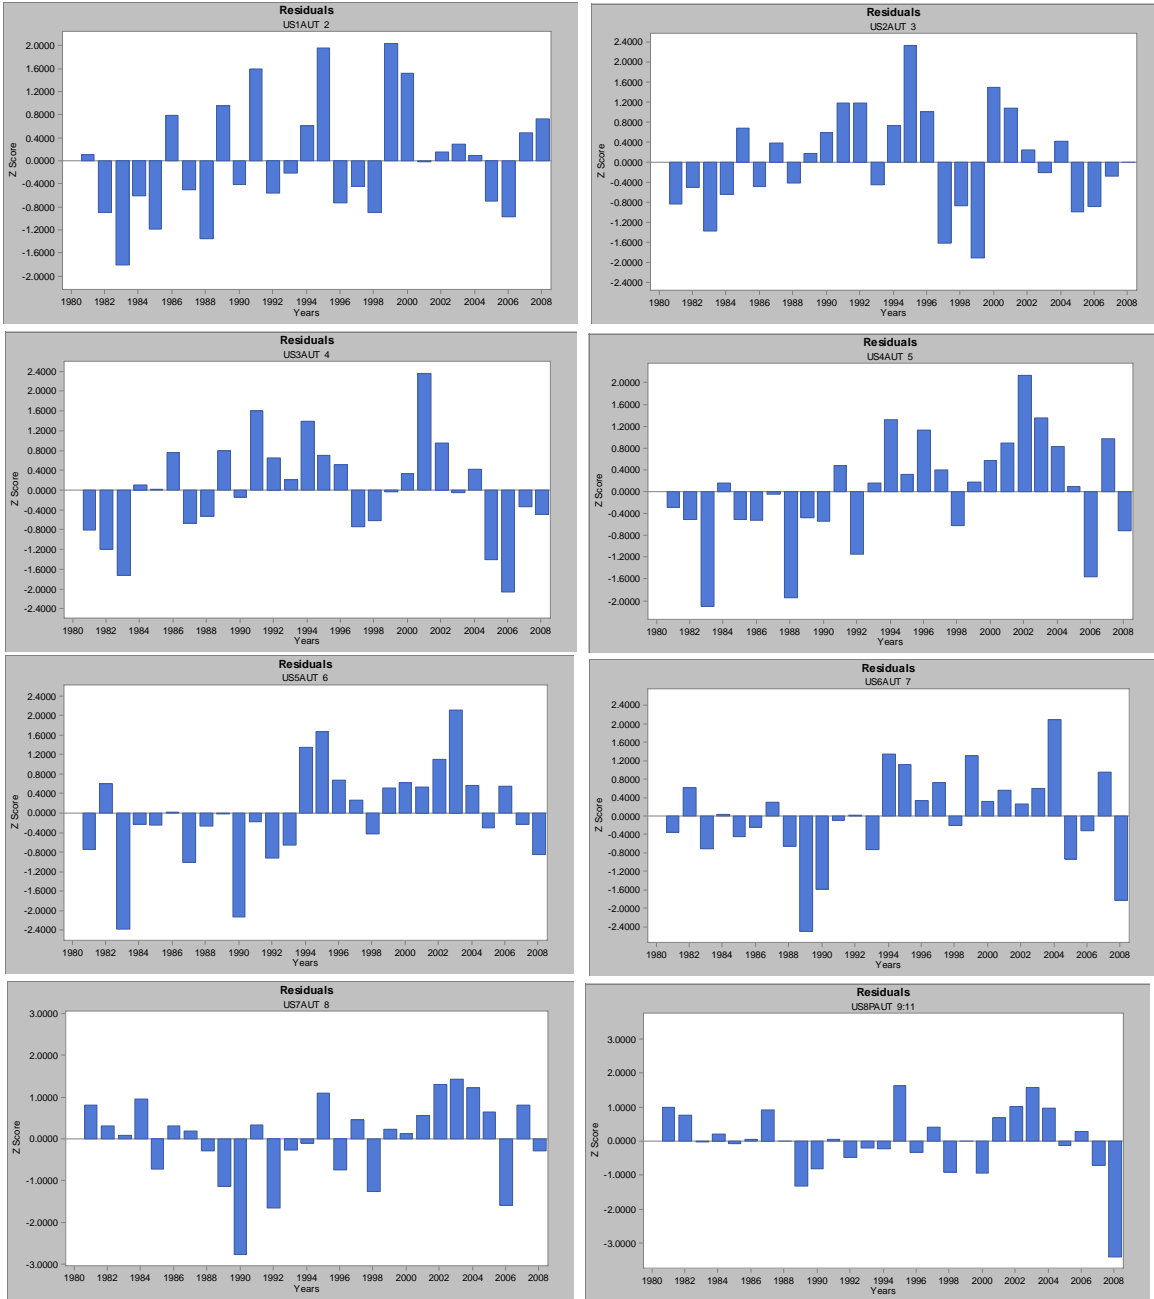 Residuals
US1AUT 2
Z Score
2.0000
1.6000
1.2000
0.8000
0.4000
0.0000
-0.4000
-0.8000
-1.2000
-1.6000
-2.0000
1980 1982 1984 1986 1988 1990 1992 1994 1996 1998 2000 2002 2004 2006 2008
Years
Residuals
US2AUT 3
Z Score
2.4000
2.0000
1.6000
1.2000
0.8000
0.4000
0.0000
-0.4000
-0.8000
-1.2000
-1.6000
-2.0000
-2.4000
1980 1982 1984 1986 1988 1990 1992 1994 1996 1998 2000 2002 2004 2006 2008
Years
Residuals
US3AUT 4
Z Score
2.4000
2.0000
1.6000
1.2000
0.8000
0.4000
0.0000
-0.4000
-0.8000
-1.2000
-1.6000
-2.0000
-2.4000
1980 1982 1984 1986 1988 1990 1992 1994 1996 1998 2000 2002 2004 2006 2008
Years
Residuals
US4AUT 5
Z Score
2.0000
1.6000
1.2000
0.8000
0.4000
0.0000
-0.4000
-0.8000
-1.2000
-1.6000
-2.0000
1980 1982 1984 1986 1988 1990 1992 1994 1996 1998 2000 2002 2004 2006 2008
Years
Residuals
US5AUT 6
Z Score
2.4000
2.0000
1.6000
1.2000
0.8000
0.4000
0.0000
-0.4000
-0.8000
-1.2000
-1.6000
-2.0000
-2.4000
1980 1982 1984 1986 1988 1990 1992 1994 1996 1998 2000 2002 2004 2006 2008
Years
Residuals
US6AUT 7
Z Score
2.4000
2.0000
1.6000
1.2000
0.8000
0.4000
0.0000
-0.4000
-0.8000
-1.2000
-1.6000
-2.0000
-2.4000
1980 1982 1984 1986 1988 1990 1992 1994 1996 1998 2000 2002 2004 2006 2008
Years
Residuals
US7AUT 8
Z Score
3.0000
2.0000
1.0000
0.0000
-1.0000
-2.0000
-3.0000
1980 1982 1984 1986 1988 1990 1992 1994 1996 1998 2000 2002 2004 2006 2008
Years
Residuals
US8PAUT 9:11
Z Score
3.0000
2.0000
1.0000
0.0000
-1.0000
-2.0000
-3.0000
1980 1982 1984 1986 1988 1990 1992 1994 1996 1998 2000 2002 2004 2006 2008
Years